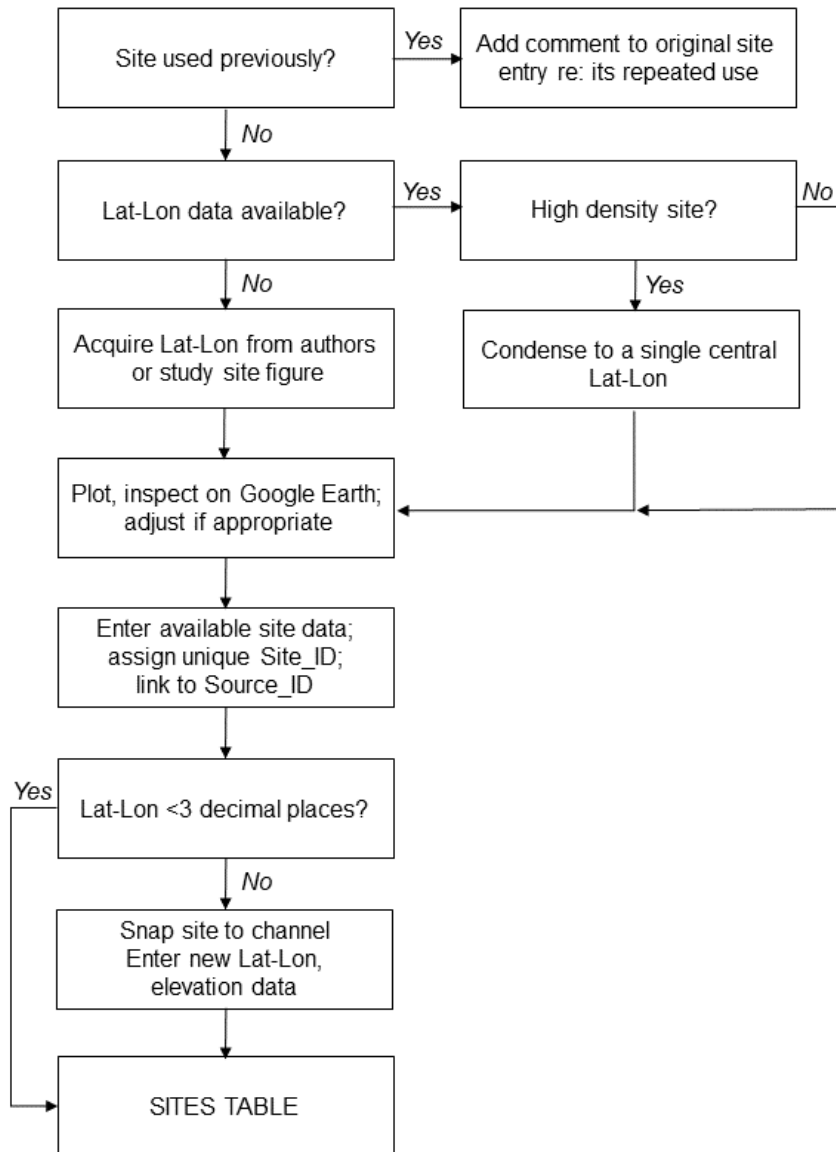 Site used previously?
Yes
Add comment to original site
entry re: its repeated use
No
Lat-Lon data available?
Yes
High density site?
No
No
Yes
Acquire Lat-Lon from authors
or study site figure
Condense to a single central
Lat-Lon
Plot, inspect on Google Earth;
adjust if appropriate
Enter available site data;
assign unique Site_ID;
link to Source_ID
Yes
Lat-Lon <3 decimal places?
No
Snap site to channel
Enter new Lat-Lon,
elevation data
SITES TABLE